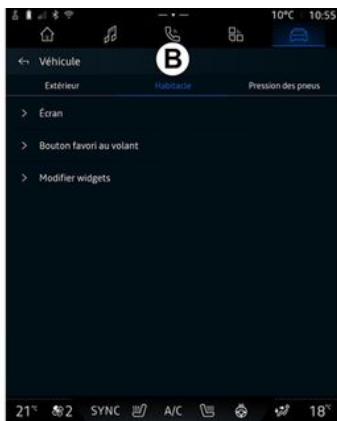 10°C 10:55
Véhicule
B
Extérieur Habitacle Pression des pneus
> Écran
> Bouton favori au volant
> Modifier widgets
21°C 2 SYNC A/C 18°C